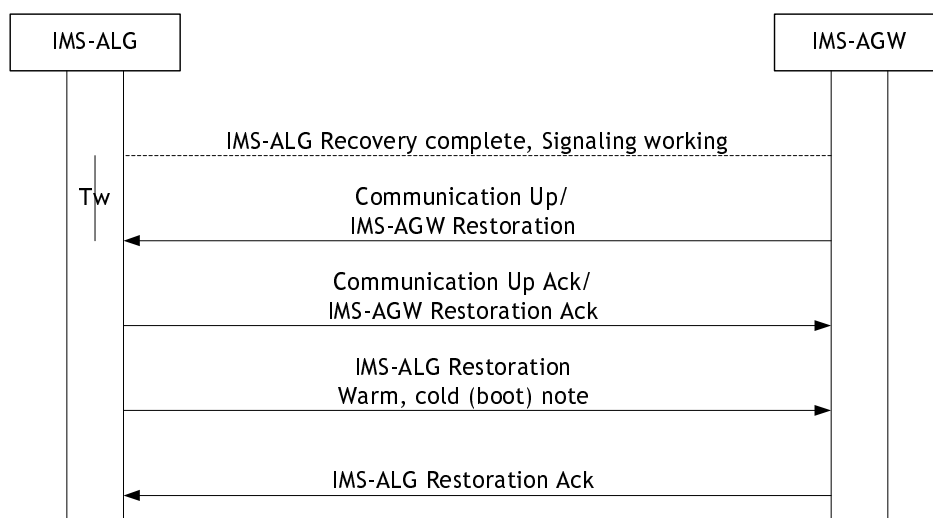 IMS-ALG
IMS-AGW
IMS-ALG Recovery complete, Signaling working
Tw
Communication Up/
IMS-AGW Restoration
Communication Up Ack/
IMS-AGW Restoration Ack
IMS-ALG Restoration
Warm, cold (boot) note
IMS-ALG Restoration Ack